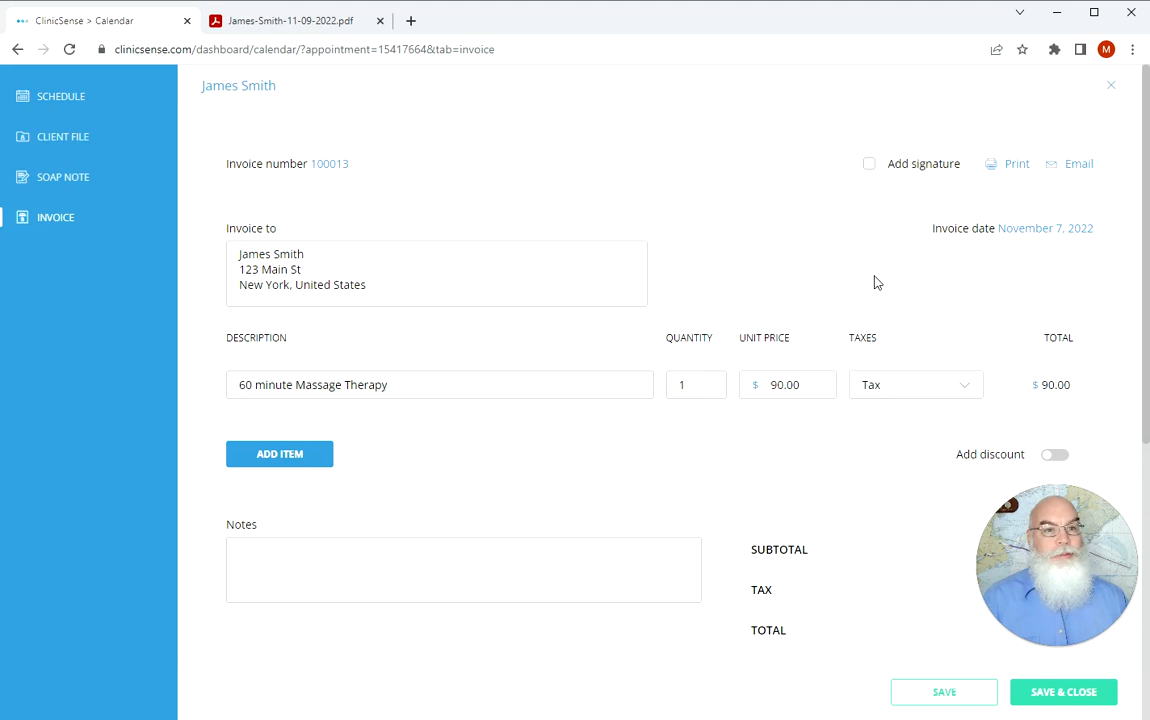 ClinicSense > Calendar
James-Smith-11-09-2022.pdf
clinicsense.com/dashboard/calendar/?appointment=15417664&tab=invoice
M
SCHEDULE
CLIENT FILE
SOAP NOTE
INVOICE
James Smith
Invoice number 100013
Add signature
Print
Email
Invoice to
Invoice date November 7, 2022
James Smith
123 Main St
New York, United States
DESCRIPTION QUANTITY UNIT PRICE TAXES TOTAL
60 minute Massage Therapy 1 $ 90.00 Tax $ 90.00
ADD ITEM
Add discount
Notes
SUBTOTAL
TAX
TOTAL
SAVE
SAVE & CLOSE